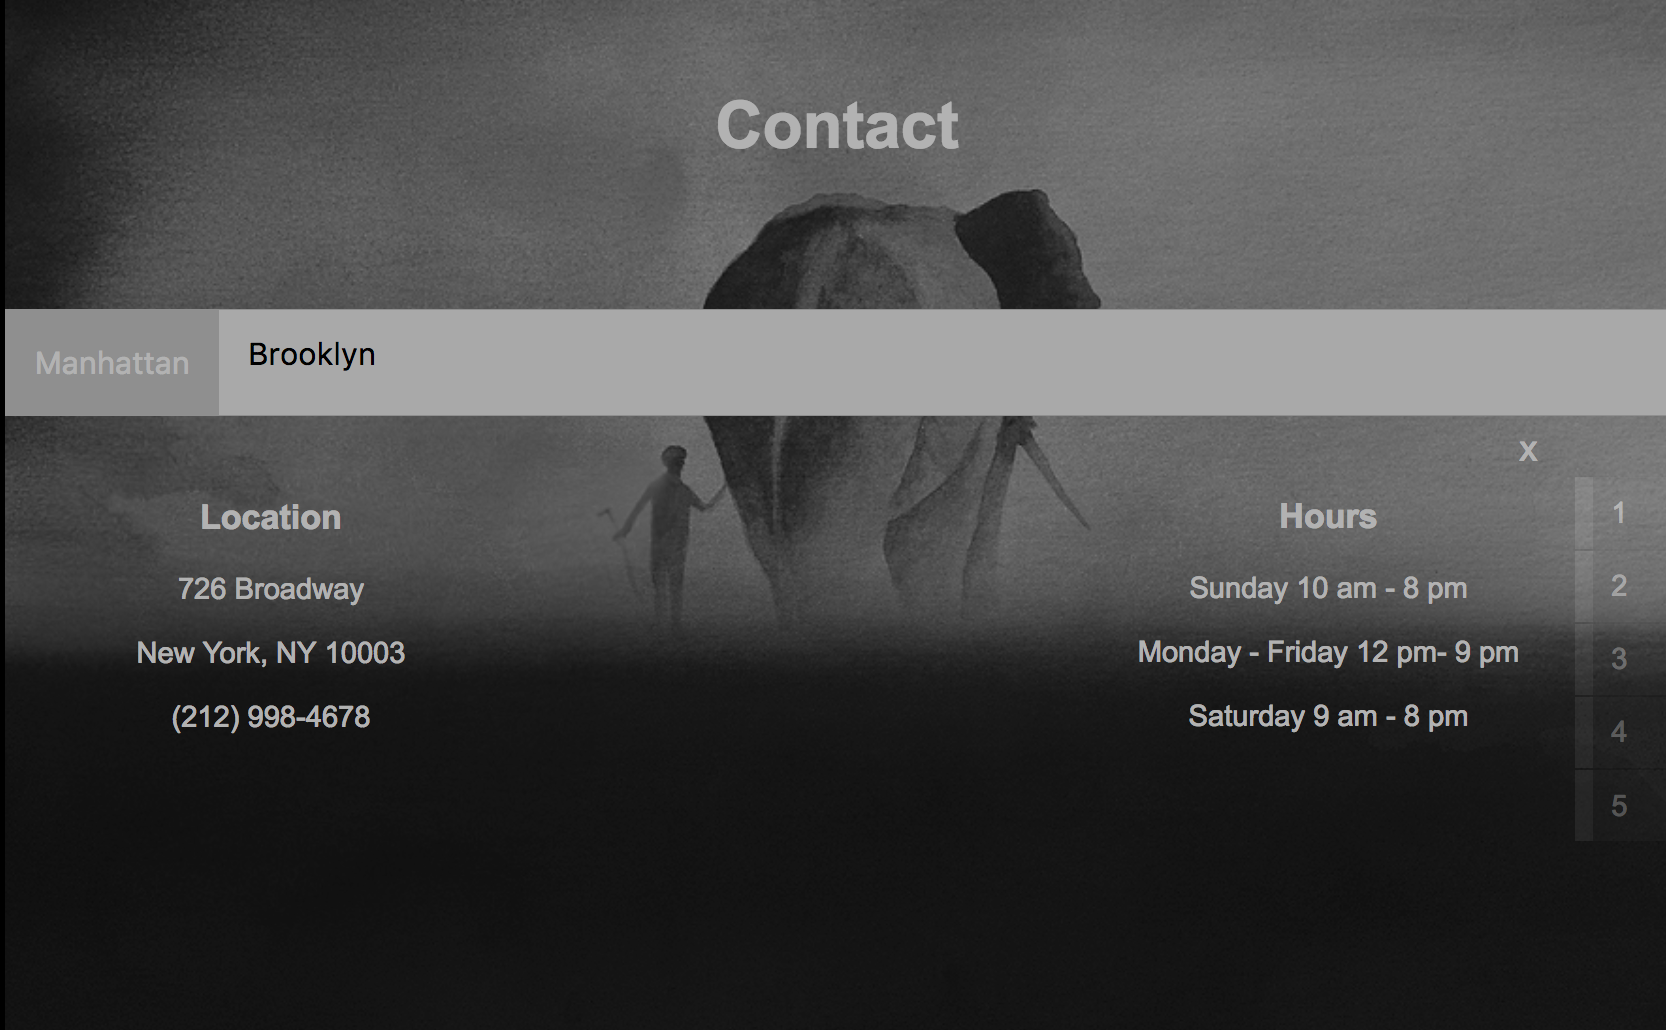 Contact
Manhattan
Brooklyn
X
Location
726 Broadway
New York, NY 10003
(212) 998-4678
Hours
Sunday 10 am - 8 pm
Monday - Friday 12 pm- 9 pm
Saturday 9 am - 8 pm
1
2
3
4
5